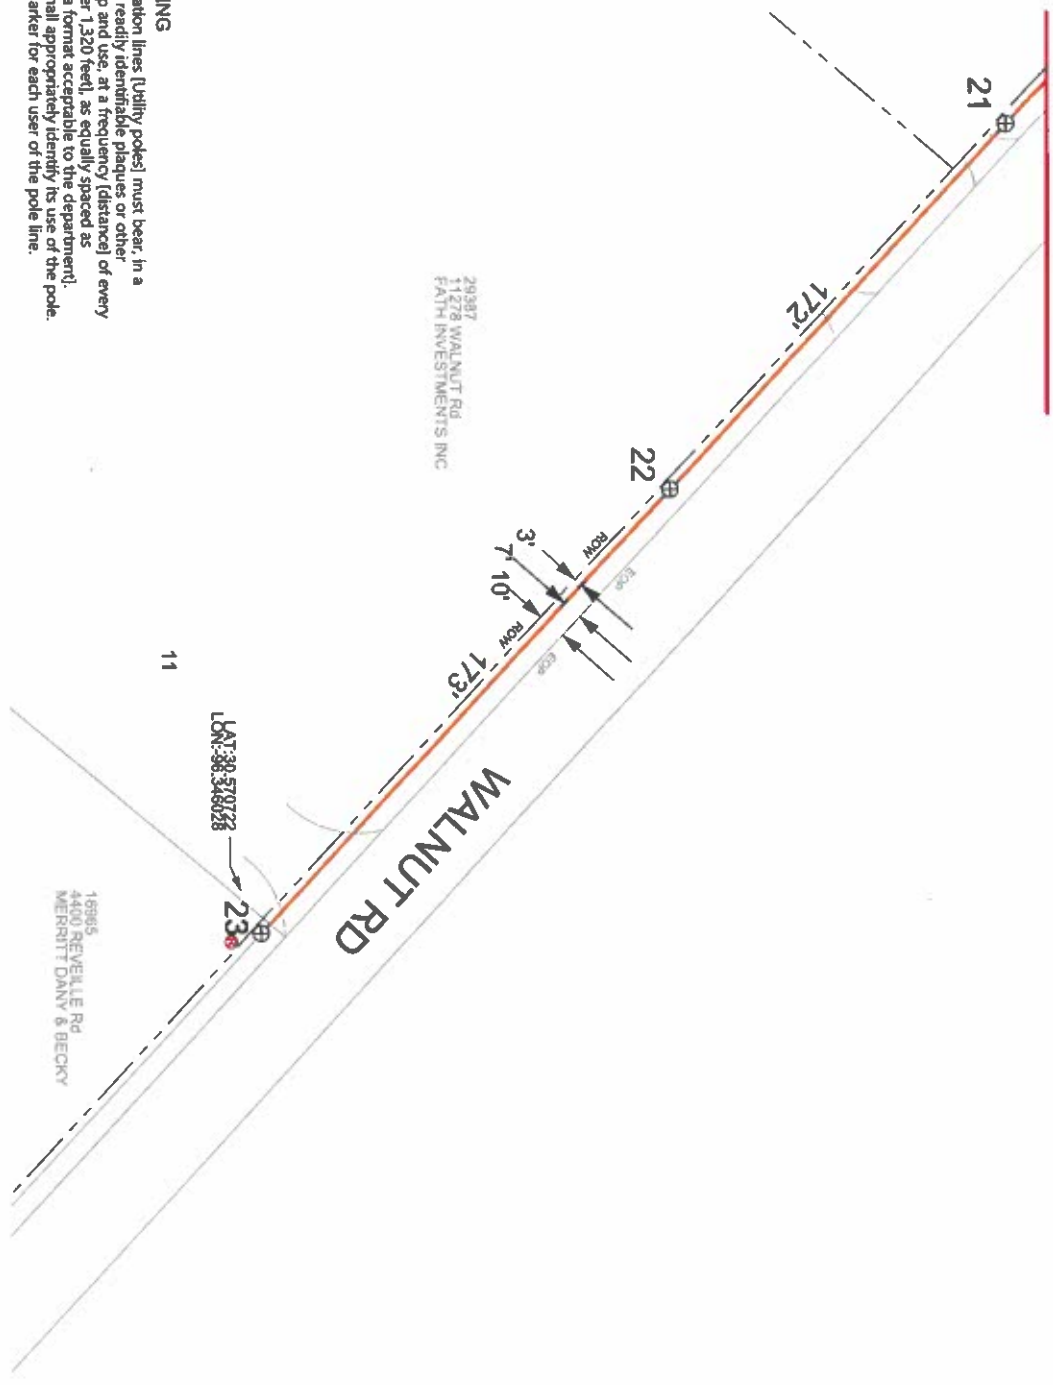 ING
ation lines [Utility poles] must bear, in a
readily identifiable plaques or other
p and use, at a frequency [distance] of every
er 1,320 feet], as equally spaced as
a format acceptable to the department].
hall appropriately identify its use of the pole.
arker for each user of the pole line.
21
172'
29387
11278 WALNUT Rd
FATH INVESTMENTS INC
22
ROW
EOP
3'
7'
10'
ROW
EOP
173'
WALNUT RD
11
LAT:30.570722
LON:-96.346028
23
16965
4400 REVEILLE Rd
MERRITT DANY & BECKY